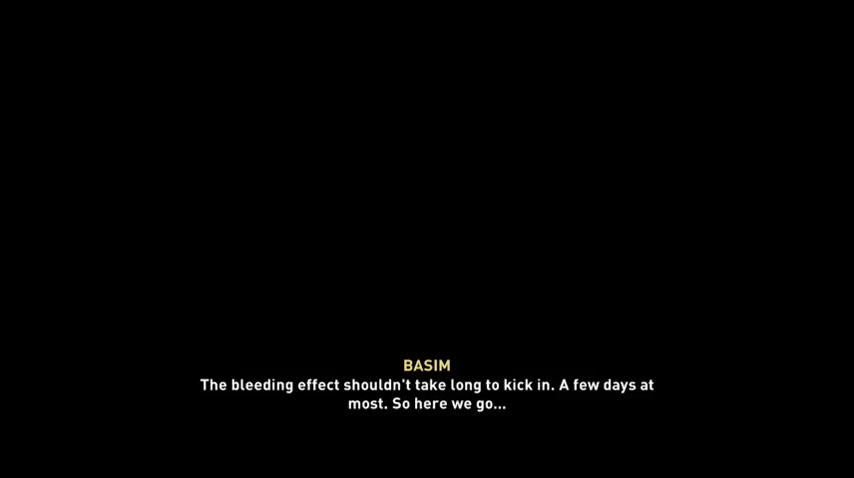 BASIM
The bleeding effect shouldn't take long to kick in. A few days at
most. So here we go...